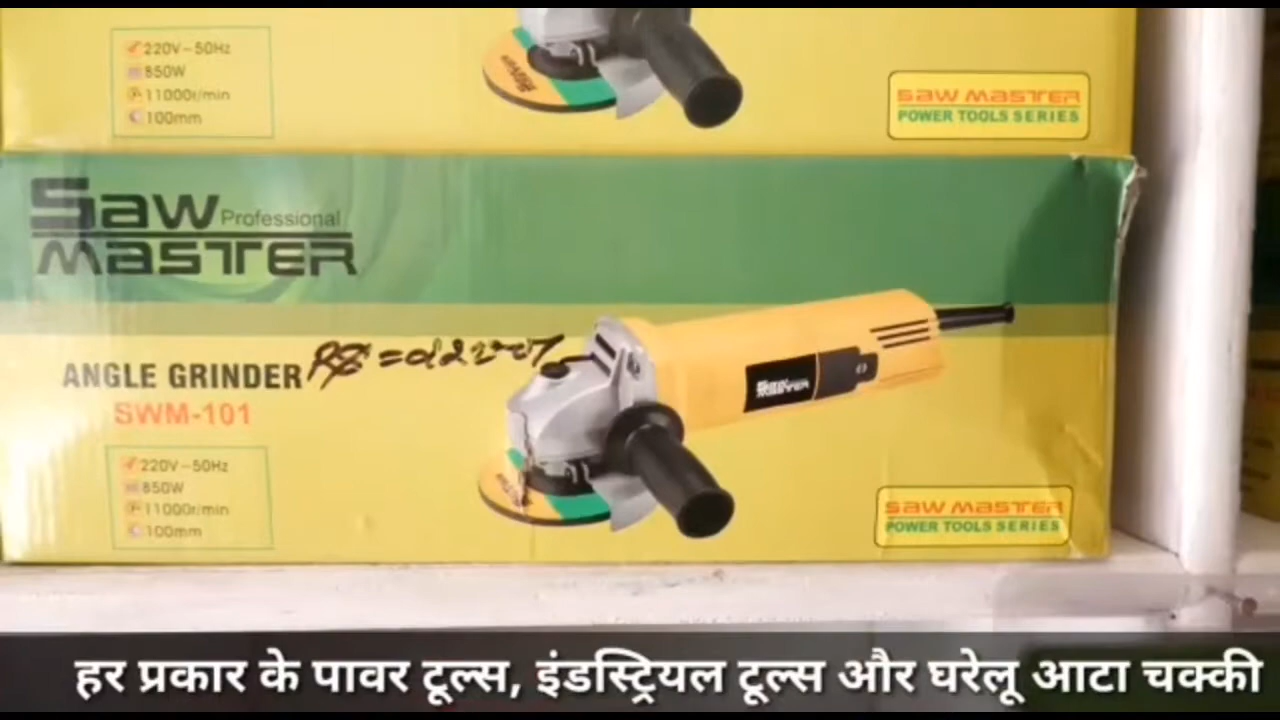 220V~50Hz
850W
11000r/min
100mm
SAW MASTER
POWER TOOLS SERIES
Saw Professional
MASTER
ANGLE GRINDER
SWM-101
SAW MASTER
220V~50Hz
850W
11000r/min
100mm
SAW MASTER
POWER TOOLS SERIES
हर प्रकार के पावर टूल्स, इंडस्ट्रियल टूल्स और घरेलू आटा चक्की